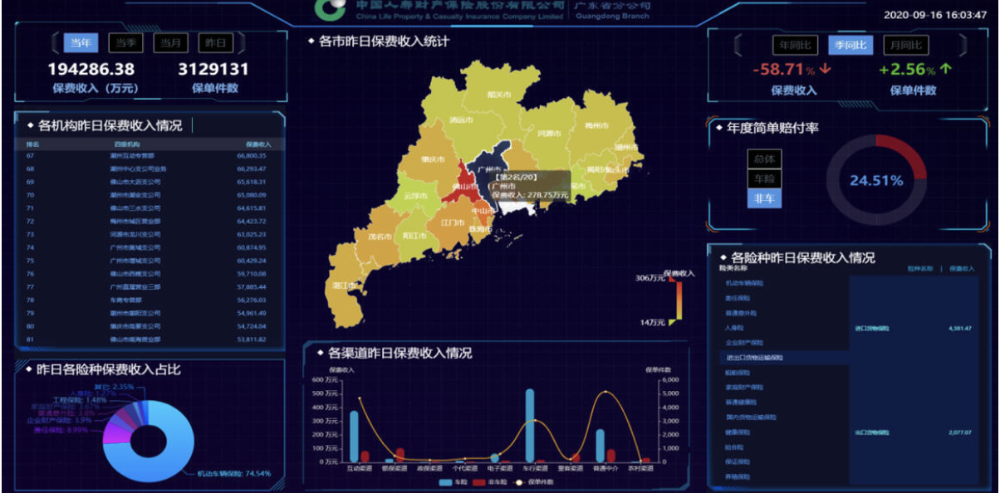 中国人寿财产保险股份有限公司 广东省分公司
China Life Property & Casualty Insurance Company Limited Guangdong Branch
2020-09-16 16:03:47
当年 当季 当月 昨日
194286.38 3129131
保费收入（万元） 保单件数
各机构昨日保费收入情况
排名 四级机构 保费收入
67 潮州互动专营部 66,800.35
68 潮州中心支公司业务 66,293.47
69 佛山市大沥支公司 65,618.31
70 潮州市潮安支公司 65,080.09
71 佛山市三水支公司 64,615.81
72 梅州市城区营业部 64,423.72
73 河源市龙川支公司 63,025.23
74 广州市黄埔支公司 60,874.95
75 广州市增城支公司 60,429.24
76 佛山市西樵支公司 59,710.08
77 广州直属营业三部 57,885.44
78 车商专营部 56,276.03
79 惠州市惠阳支公司 54,961.49
80 肇庆市高要支公司 54,724.04
81 佛山市南海营业部 53,811.82
昨日各险种保费收入占比
其它: 2.35%
人身险: 1.27%
工程保险: 1.48%
家庭财产保险:
普通意外险: 3.8%
企业财产保险: 3.9%
责任保险: 8.99%
机动车辆保险: 74.54%
各市昨日保费收入统计
韶关市
清远市
河源市
梅州市
潮州市
肇庆市
广州市
揭阳市
汕头市
佛山市
尾市
云浮市
中山市
江门市
珠海市
茂名市
阳江市
湛江市
【第2名/20】
广州市
保费收入: 278.75万元
保费收入
306万元
14万元
各渠道昨日保费收入情况
保费收入 保单件数
600 万元 6,000
500 万元 5,000
400 万元 4,000
300 万元 3,000
200 万元 2,000
100 万元 1,000
0 万元 0
互动渠道 银保渠道 政保渠道 个代渠道 电子渠道 车行渠道 重客渠道 普通中介 农村渠道
车险 非车险 保单件数
年同比 季同比 月同比
-58.71% +2.56%
保费收入 保单件数
年度简单赔付率
总体
车险
非车
24.51%
各险种昨日保费收入情况
险类名称 险种名称 | 保费收入
机动车辆保险
责任保险
普通意外险
人身险 进口货物保险 4,381.47
企业财产保险
进出口货物运输保险
船舶保险
家庭财产保险
普通健康险
国内货物运输保险
健康保险 出口货物保险 2,077.07
组合险
保证保险
养殖保险